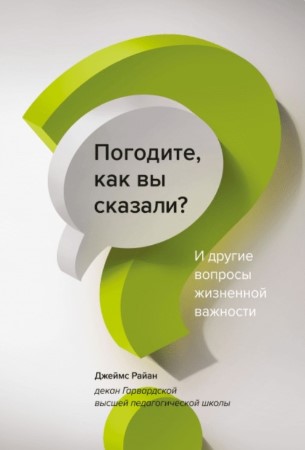 Погодите,
как вы
сказали?
И другие
вопросы
жизненной
важности
Джеймс Райан
декан Гарвардской
высшей педагогической школы